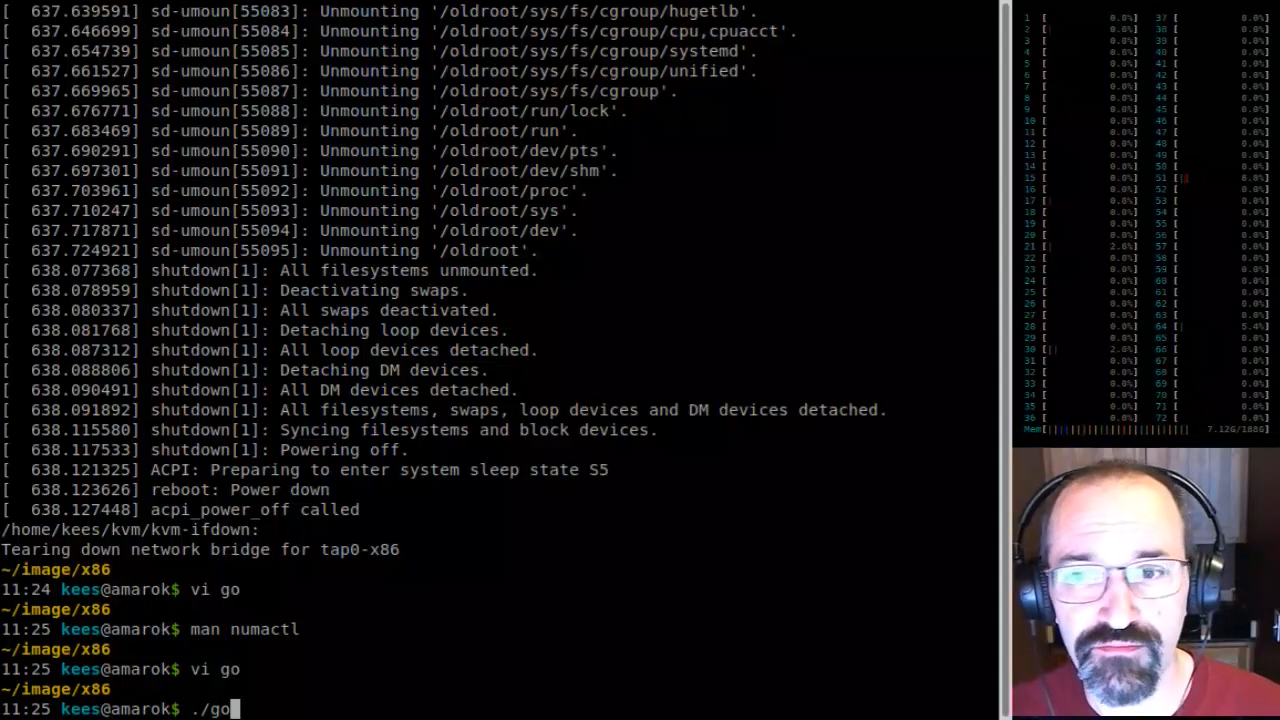 [  637.639591] sd-umoun[55083]: Unmounting '/oldroot/sys/fs/cgroup/hugetlb'.
[  637.646699] sd-umoun[55084]: Unmounting '/oldroot/sys/fs/cgroup/cpu,cpuacct'.
[  637.654739] sd-umoun[55085]: Unmounting '/oldroot/sys/fs/cgroup/systemd'.
[  637.661527] sd-umoun[55086]: Unmounting '/oldroot/sys/fs/cgroup/unified'.
[  637.669965] sd-umoun[55087]: Unmounting '/oldroot/sys/fs/cgroup'.
[  637.676771] sd-umoun[55088]: Unmounting '/oldroot/run/lock'.
[  637.683469] sd-umoun[55089]: Unmounting '/oldroot/run'.
[  637.690291] sd-umoun[55090]: Unmounting '/oldroot/dev/pts'.
[  637.697301] sd-umoun[55091]: Unmounting '/oldroot/dev/shm'.
[  637.703961] sd-umoun[55092]: Unmounting '/oldroot/proc'.
[  637.710247] sd-umoun[55093]: Unmounting '/oldroot/sys'.
[  637.717871] sd-umoun[55094]: Unmounting '/oldroot/dev'.
[  637.724921] sd-umoun[55095]: Unmounting '/oldroot'.
[  638.077368] shutdown[1]: All filesystems unmounted.
[  638.078959] shutdown[1]: Deactivating swaps.
[  638.080337] shutdown[1]: All swaps deactivated.
[  638.081768] shutdown[1]: Detaching loop devices.
[  638.087312] shutdown[1]: All loop devices detached.
[  638.088806] shutdown[1]: Detaching DM devices.
[  638.090491] shutdown[1]: All DM devices detached.
[  638.091892] shutdown[1]: All filesystems, swaps, loop devices and DM devices detached.
[  638.115580] shutdown[1]: Syncing filesystems and block devices.
[  638.117533] shutdown[1]: Powering off.
[  638.121325] ACPI: Preparing to enter system sleep state S5
[  638.123626] reboot: Power down
[  638.127448] acpi_power_off called
/home/kees/kvm/kvm-ifdown:
Tearing down network bridge for tap0-x86
~/image/x86
11:24 kees@amarok$ vi go
~/image/x86
11:25 kees@amarok$ man numactl
~/image/x86
11:25 kees@amarok$ vi go
~/image/x86
11:25 kees@amarok$ ./go
Mem[ 7.12G/188G]